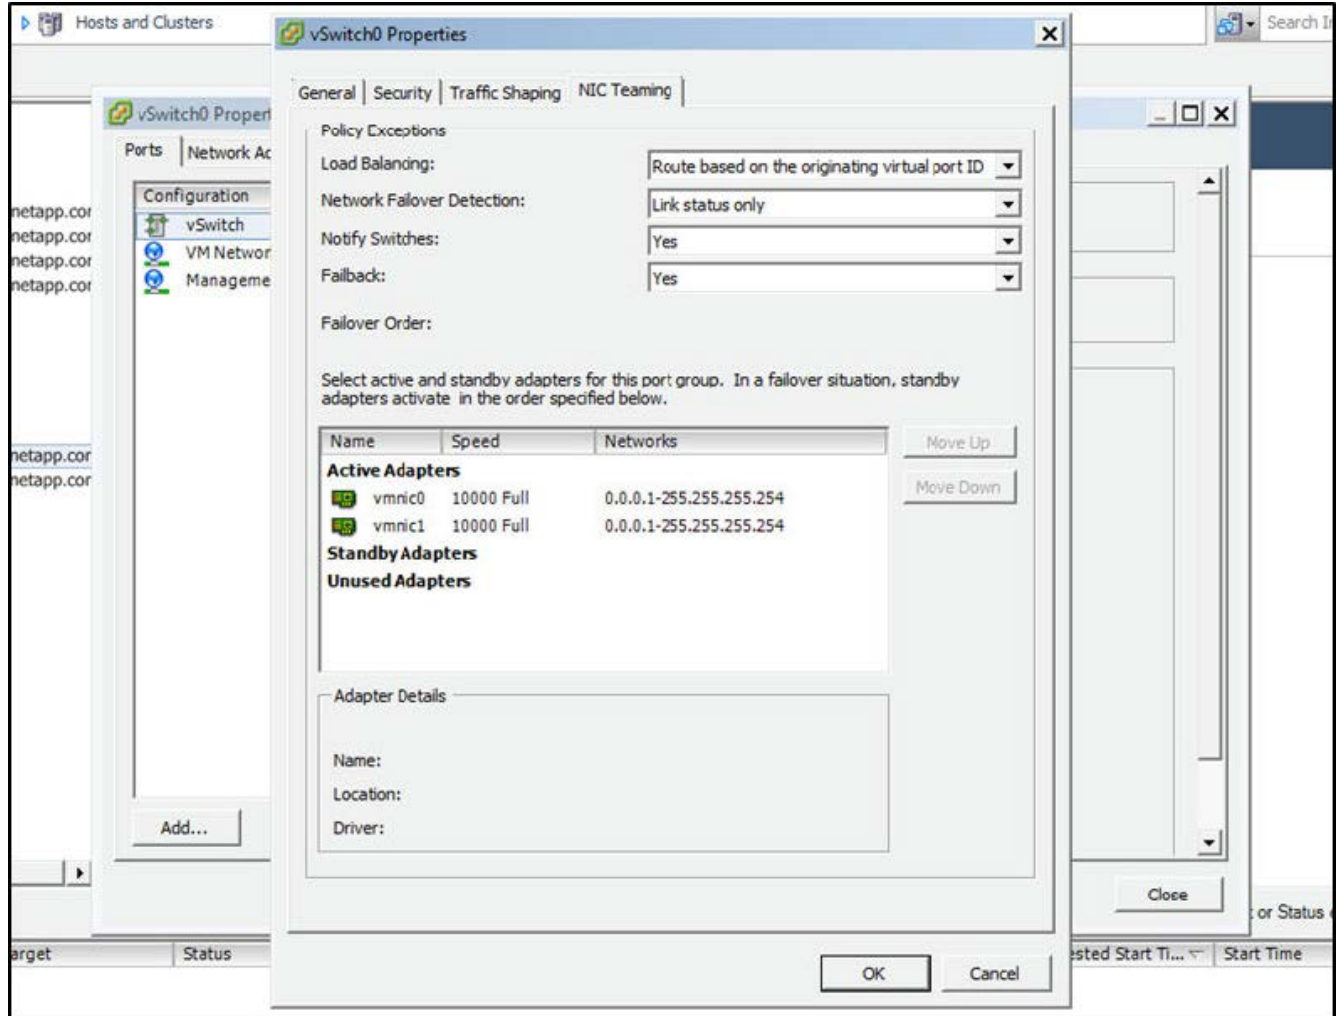 Hosts and Clusters
Search In
vSwitch0 Properties
General
Security
Traffic Shaping
NIC Teaming
vSwitch0 Propert
Ports
Network Ad
Configuration
vSwitch
VM Networ
Manageme
Policy Exceptions
Load Balancing:
Route based on the originating virtual port ID
Network Failover Detection:
Link status only
Notify Switches:
Yes
Failback:
Yes
Failover Order:
Select active and standby adapters for this port group. In a failover situation, standby
adapters activate in the order specified below.
Name Speed Networks
Active Adapters
vmnic0 10000 Full 0.0.0.1-255.255.255.254
vmnic1 10000 Full 0.0.0.1-255.255.255.254
Standby Adapters
Unused Adapters
Move Up
Move Down
Adapter Details
Name:
Location:
Driver:
netapp.cor
netapp.cor
netapp.cor
netapp.cor
netapp.cor
netapp.cor
Add...
Close
or Status
OK
Cancel
arget Status ested Start Ti... Start Time